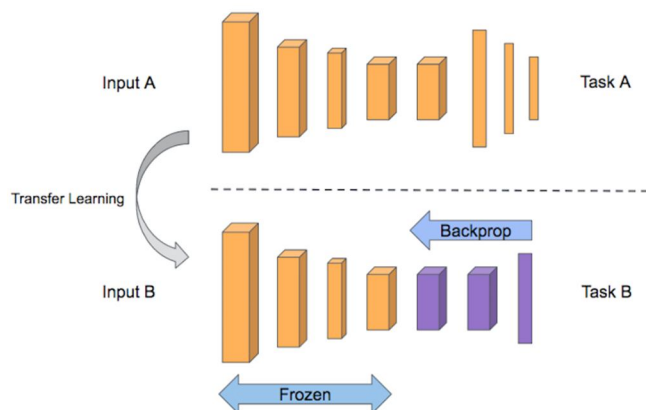 Input A
Task A
Transfer Learning
Backprop
Input B
Task B
Frozen